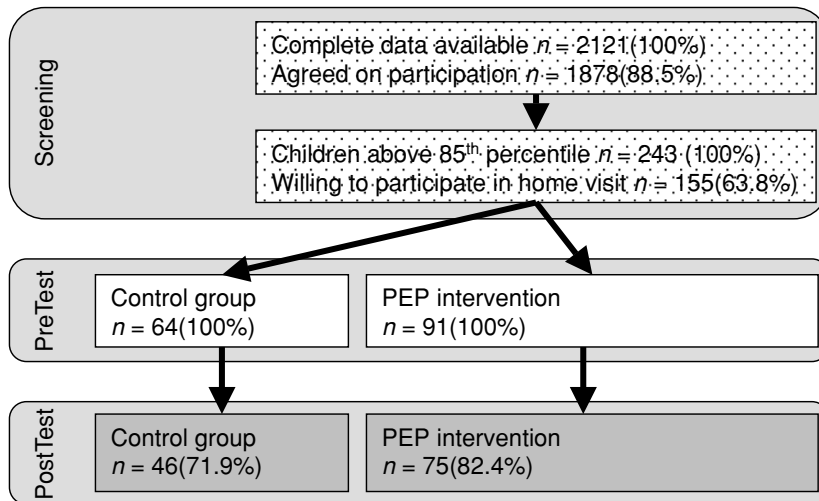 Screening
Complete data available n = 2121(100%)
Agreed on participation n = 1878(88.5%)
Children above 85th percentile n = 243 (100%)
Willing to participate in home visit n = 155(63.8%)
PreTest
Control group
n = 64(100%)
PEP intervention
n = 91(100%)
PostTest
Control group
n = 46(71.9%)
PEP intervention
n = 75(82.4%)